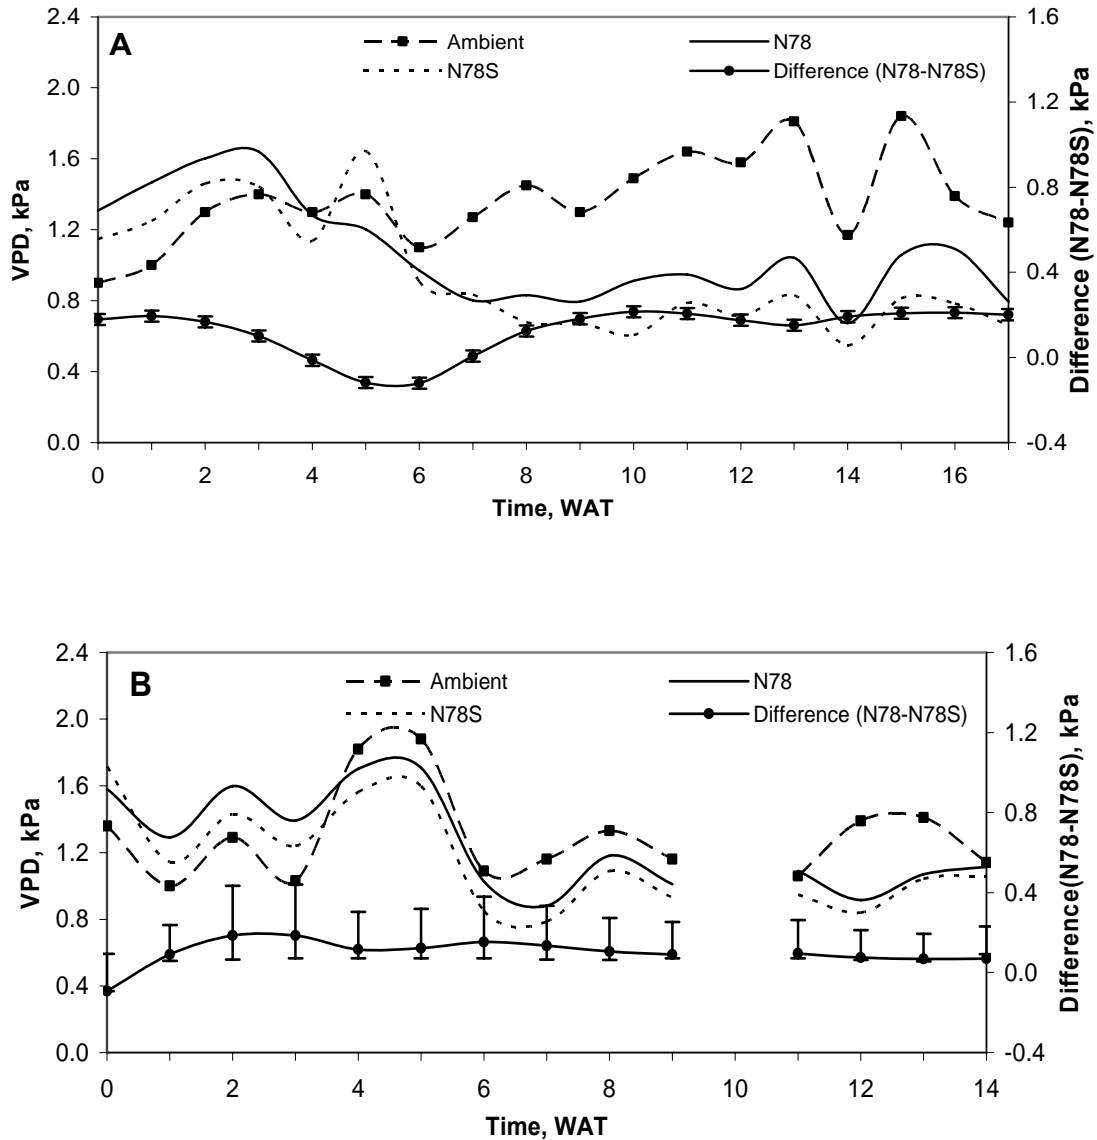 A
Ambient
N78
N78S
Difference (N78-N78S)
2.4
2.0
1.6
1.2
0.8
0.4
0.0
VPD, kPa
1.6
1.2
0.8
0.4
0.0
-0.4
Difference (N78-N78S), kPa
0 2 4 6 8 10 12 14 16
Time, WAT
B
Ambient
N78
N78S
Difference (N78-N78S)
2.4
2.0
1.6
1.2
0.8
0.4
0.0
VPD, kPa
1.6
1.2
0.8
0.4
0.0
-0.4
Difference(N78-N78S), kPa
0 2 4 6 8 10 12 14
Time, WAT